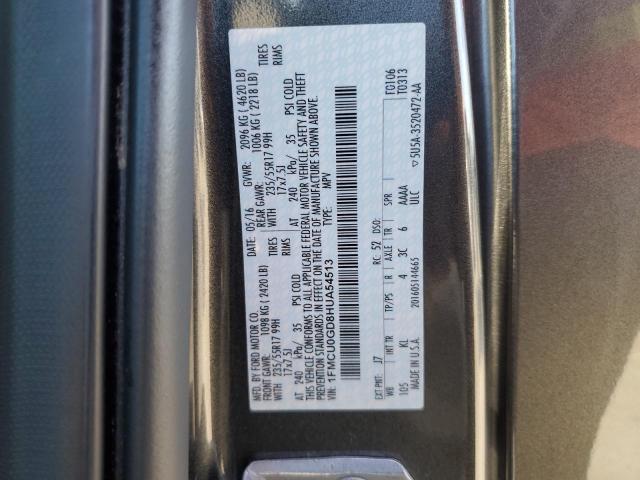 MFD. BY FORD MOTOR CO.
DATE: 05/16 GVWR: 2096 KG ( 4620 LB)
FRONT GAWR: 1098 KG ( 2420 LB) REAR GAWR: 1006 KG ( 2218 LB)
WITH 235/55R17 99H TIRES WITH 235/55R17 99H TIRES
17x7.5J RIMS 17x7.5J RIMS
AT 240 kPa/ 35 PSI COLD AT 240 kPa/ 35 PSI COLD
THIS VEHICLE CONFORMS TO ALL APPLICABLE FEDERAL MOTOR VEHICLE SAFETY AND THEFT
PREVENTION STANDARDS IN EFFECT ON THE DATE OF MANUFACTURE SHOWN ABOVE.
VIN: 1FMCU0GD8HUA54513 TYPE: MPV
EXT PNT: J7 RC: 52 DSO: TG106
WB INT TR TP/PS R AXLE TR SPR T0313
105 KL 4 3C 6 AAAA
MADE IN U.S.A. 201605144665 ULC ▽5U5A-3520472-AA